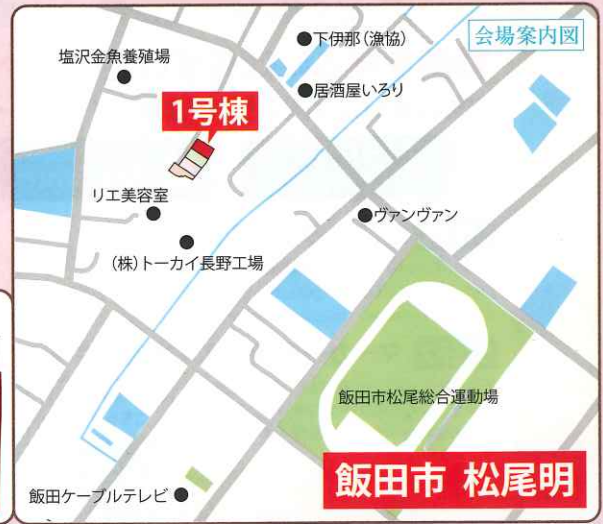 会場案内図
下伊那(漁協)
塩沢金魚養殖場
居酒屋いろり
1号棟
リエ美容室
ヴァンヴァン
(株)トーカイ長野工場
飯田市松尾総合運動場
飯田市 松尾明
飯田ケーブルテレビ